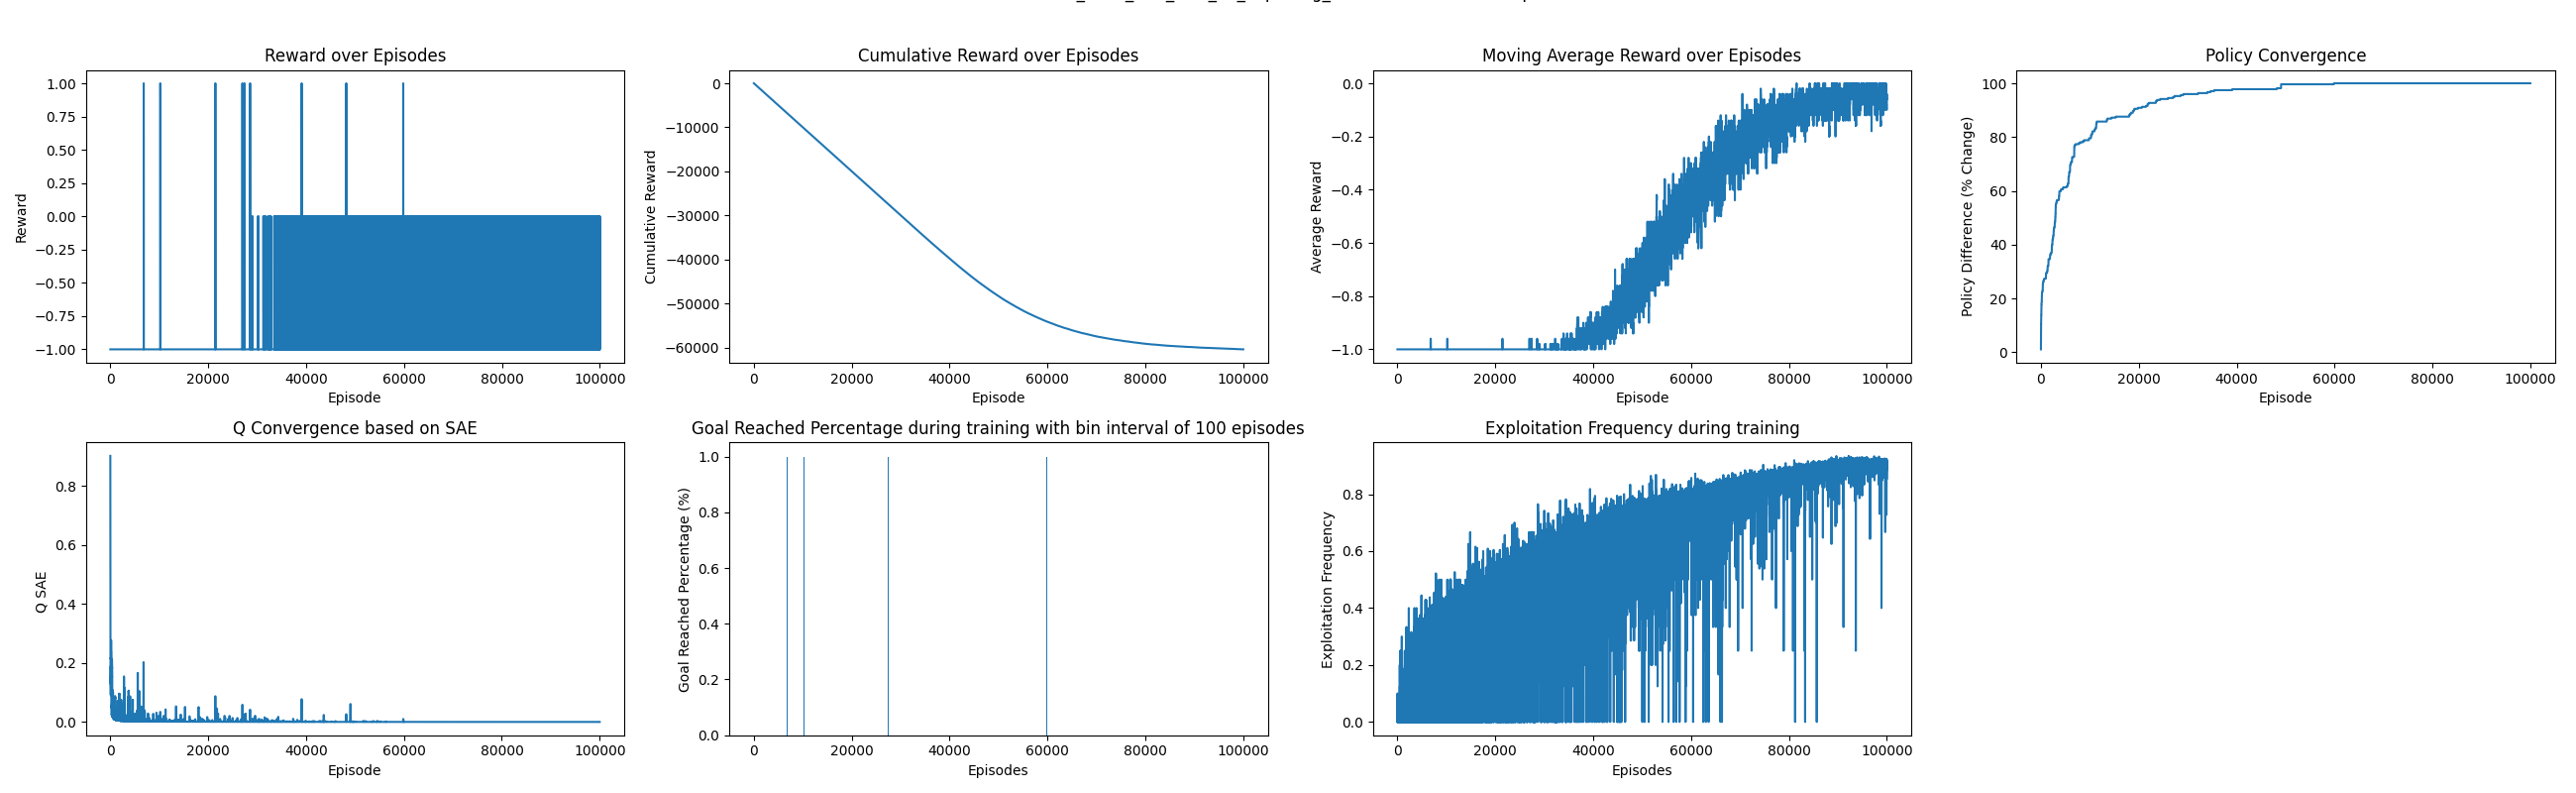 Reward over Episodes
1.00
0.75
0.50
0.25
0.00
−0.25
−0.50
−0.75
−1.00
Reward
0 20000 40000 60000 80000 100000
Episode
Cumulative Reward over Episodes
0
−10000
−20000
−30000
−40000
−50000
−60000
Cumulative Reward
0 20000 40000 60000 80000 100000
Episode
Moving Average Reward over Episodes
0.0
−0.2
−0.4
−0.6
−0.8
−1.0
Average Reward
0 20000 40000 60000 80000 100000
Episode
Policy Convergence
100
80
60
40
20
0
Policy Difference (% Change)
0 20000 40000 60000 80000 100000
Episode
Q Convergence based on SAE
0.8
0.6
0.4
0.2
0.0
Q SAE
0 20000 40000 60000 80000 100000
Episode
Goal Reached Percentage during training with bin interval of 100 episodes
1.0
0.8
0.6
0.4
0.2
0.0
Goal Reached Percentage (%)
0 20000 40000 60000 80000 100000
Episodes
Exploitation Frequency during training
0.8
0.6
0.4
0.2
0.0
Exploitation Frequency
0 20000 40000 60000 80000 100000
Episodes